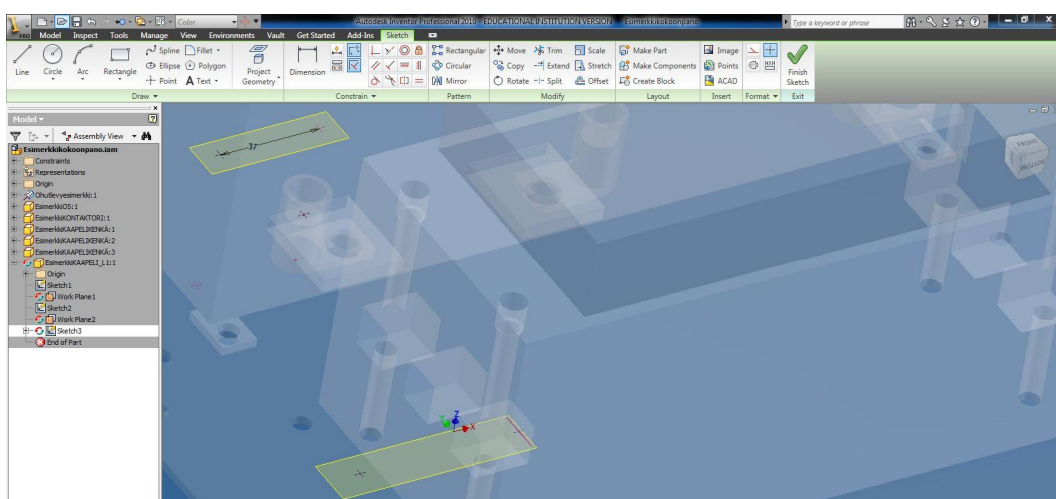 PRO
Color
Autodesk Inventor Professional 2010 - EDUCATIONAL INSTITUTION VERSION - Esimerkkikokoonpano
Type a keyword or phrase
Model Inspect Tools Manage View Environments Vault Get Started Add-Ins Sketch
Line
Circle
Arc
Rectangle
Spline Fillet
Ellipse Polygon
Point A Text
Project Geometry
Dimension
Rectangular
Circular
Mirror
Move Trim Scale
Copy Extend Stretch
Rotate Split Offset
Make Part
Make Components
Create Block
Image
Points
ACAD
Finish Sketch
Draw Constrain Pattern Modify Layout Insert Format Exit
Model
Assembly View
Esimerkkikokoonpano.iam
Constraints
Representations
Origin
Ohutlevyesimerkki:1
EsimerkkiOS:1
EsimerkkiKONTAKTORI:1
EsimerkkiKAAPELIKENKÄ:1
EsimerkkiKAAPELIKENKÄ:2
EsimerkkiKAAPELIKENKÄ:3
EsimerkkiKAAPELI_L1:1
Origin
Sketch1
Work Plane1
Sketch2
Work Plane2
Sketch3
End of Part
37
Y Z X